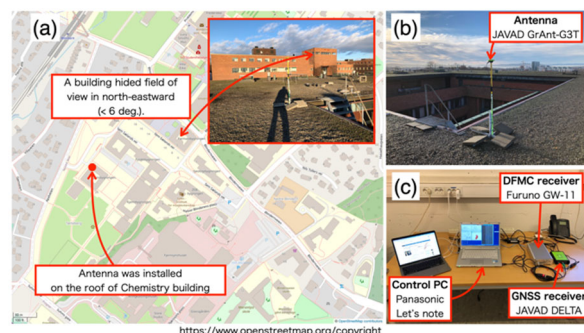 (a)
A building hided field of
view in north-eastward
(< 6 deg.).
Antenna was installed
on the roof of Chemistry building
https://www.openstreetmap.org/copyright
(b)
Antenna
JAVAD GrAnt-G3T
(c)
DFMC receiver
Furuno GW-11
Control PC
Panasonic
Let's note
GNSS receiver
JAVAD DELTA